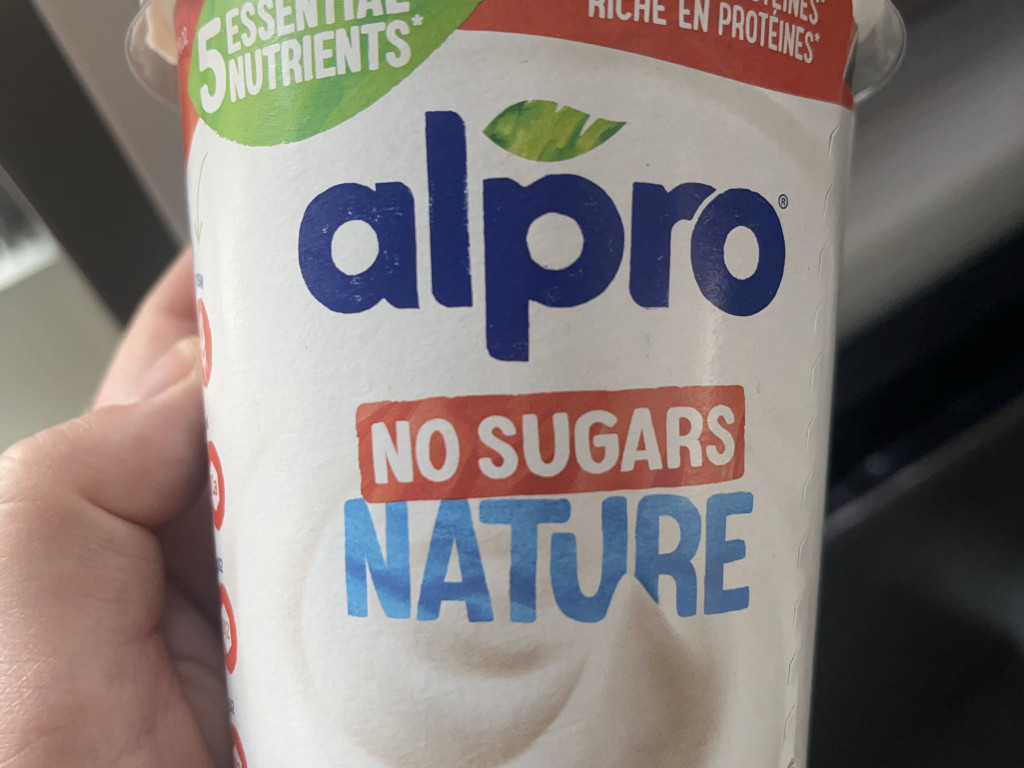 5 ESSENTIAL
NUTRIENTS*
RICHE EN PROTÉINES*
alpro®
NO SUGARS
NATURE